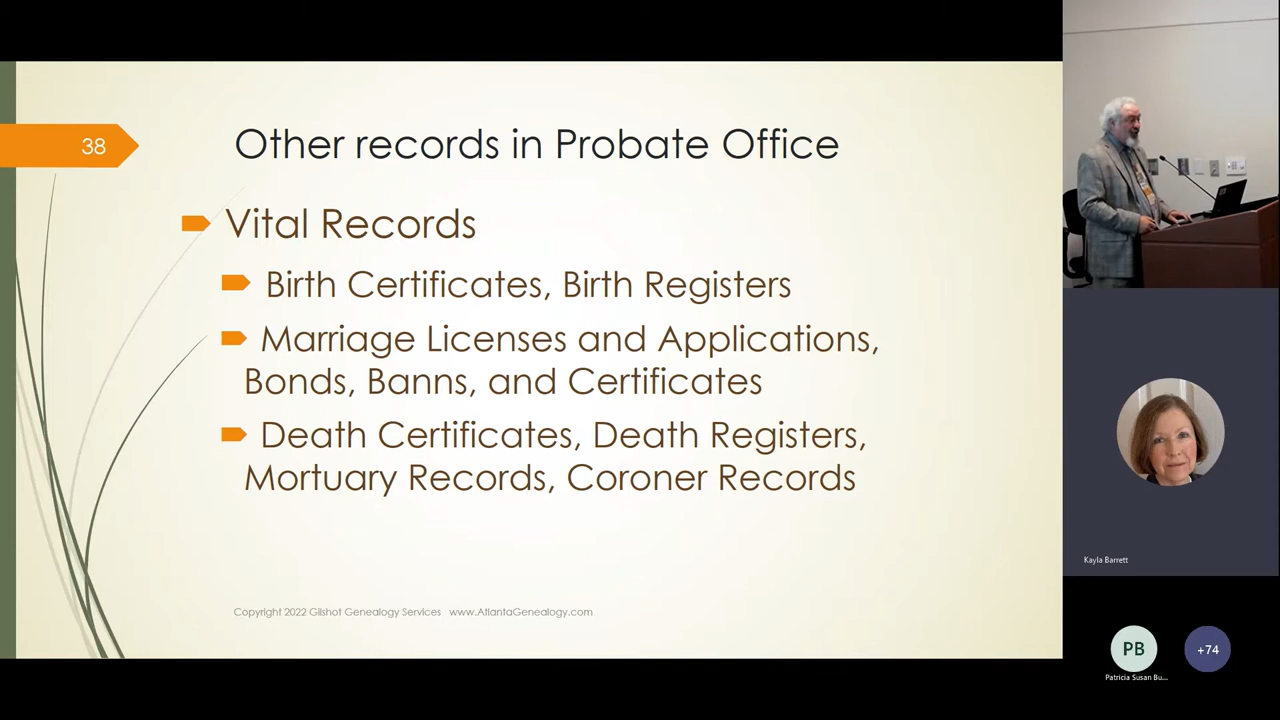 38
Other records in Probate Office
Vital Records
Birth Certificates, Birth Registers
Marriage Licenses and Applications,
Bonds, Banns, and Certificates
Death Certificates, Death Registers,
Mortuary Records, Coroner Records
Copyright 2022 Gilshot Genealogy Services www.AtlantaGenealogy.com
Kayla Barrett
PB
+74
Patricia Susan Bu...